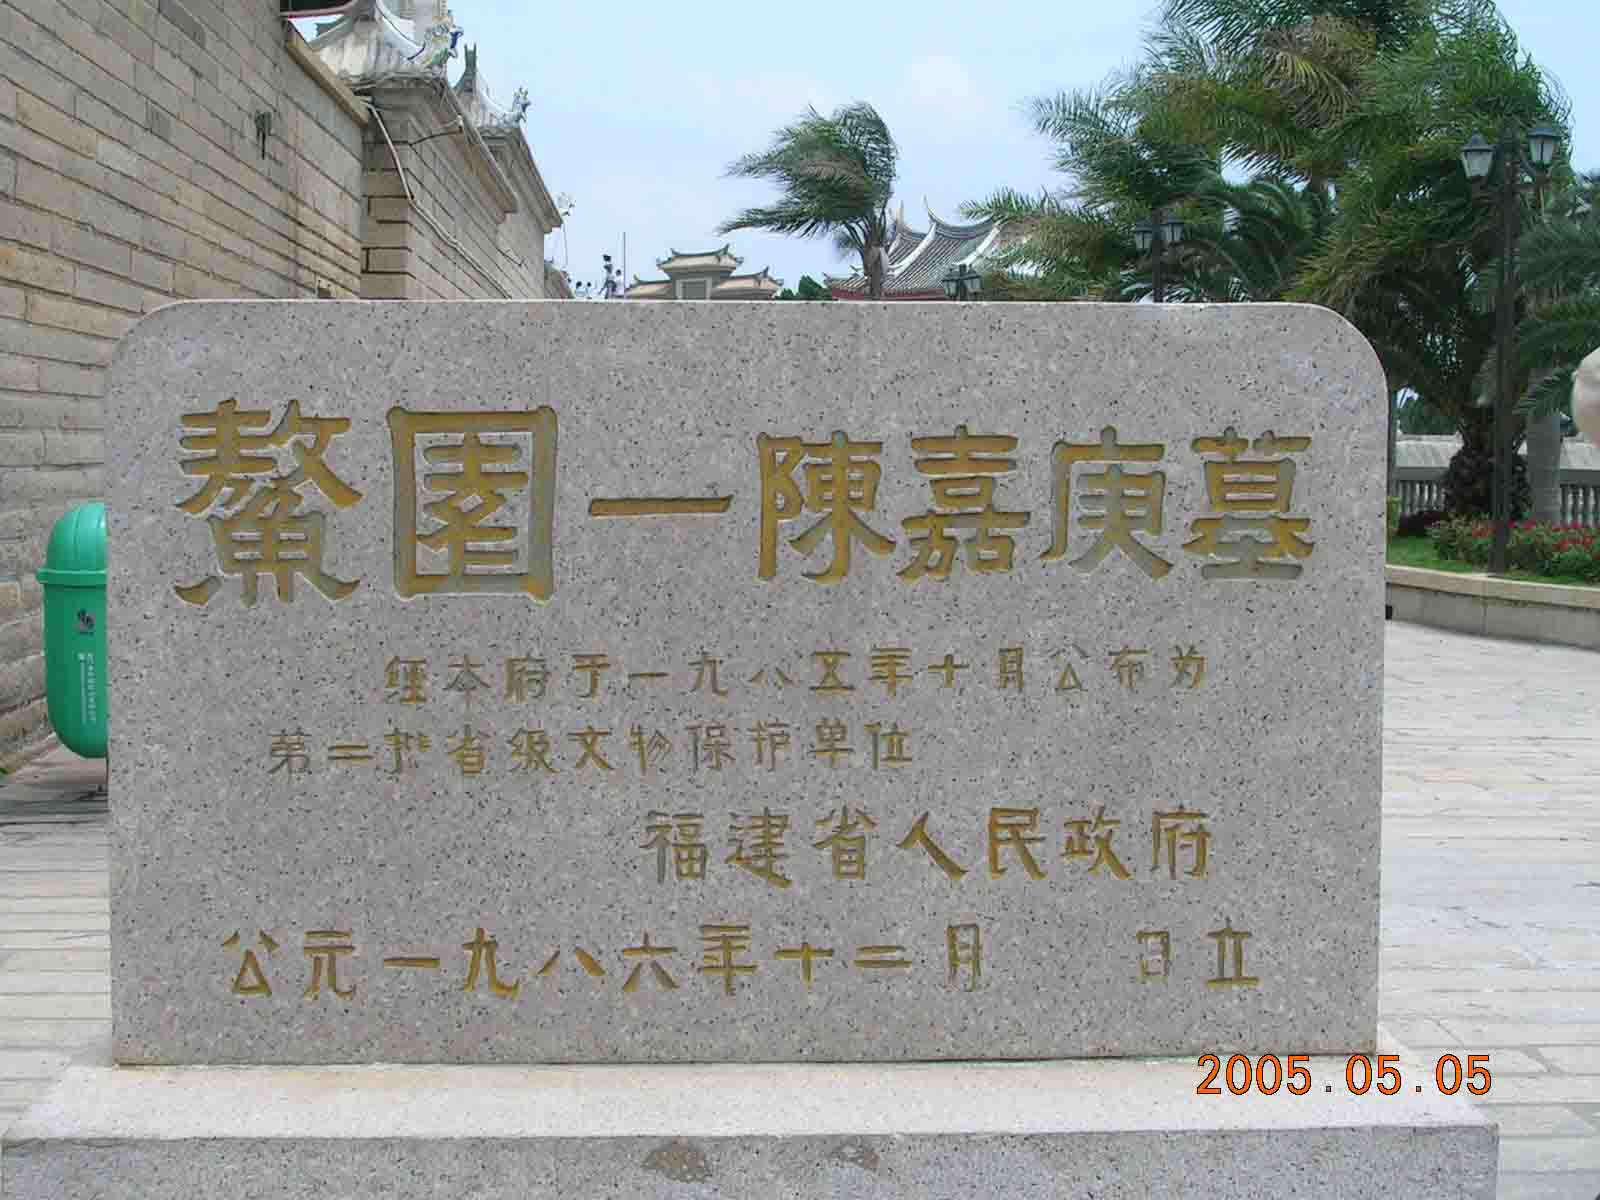 鰲園一陳嘉庚墓
经本府于一九八五年十月公布为
第二批省级文物保护单位
福建省人民政府
公元一九八六年十二月 日立
2005.05.05